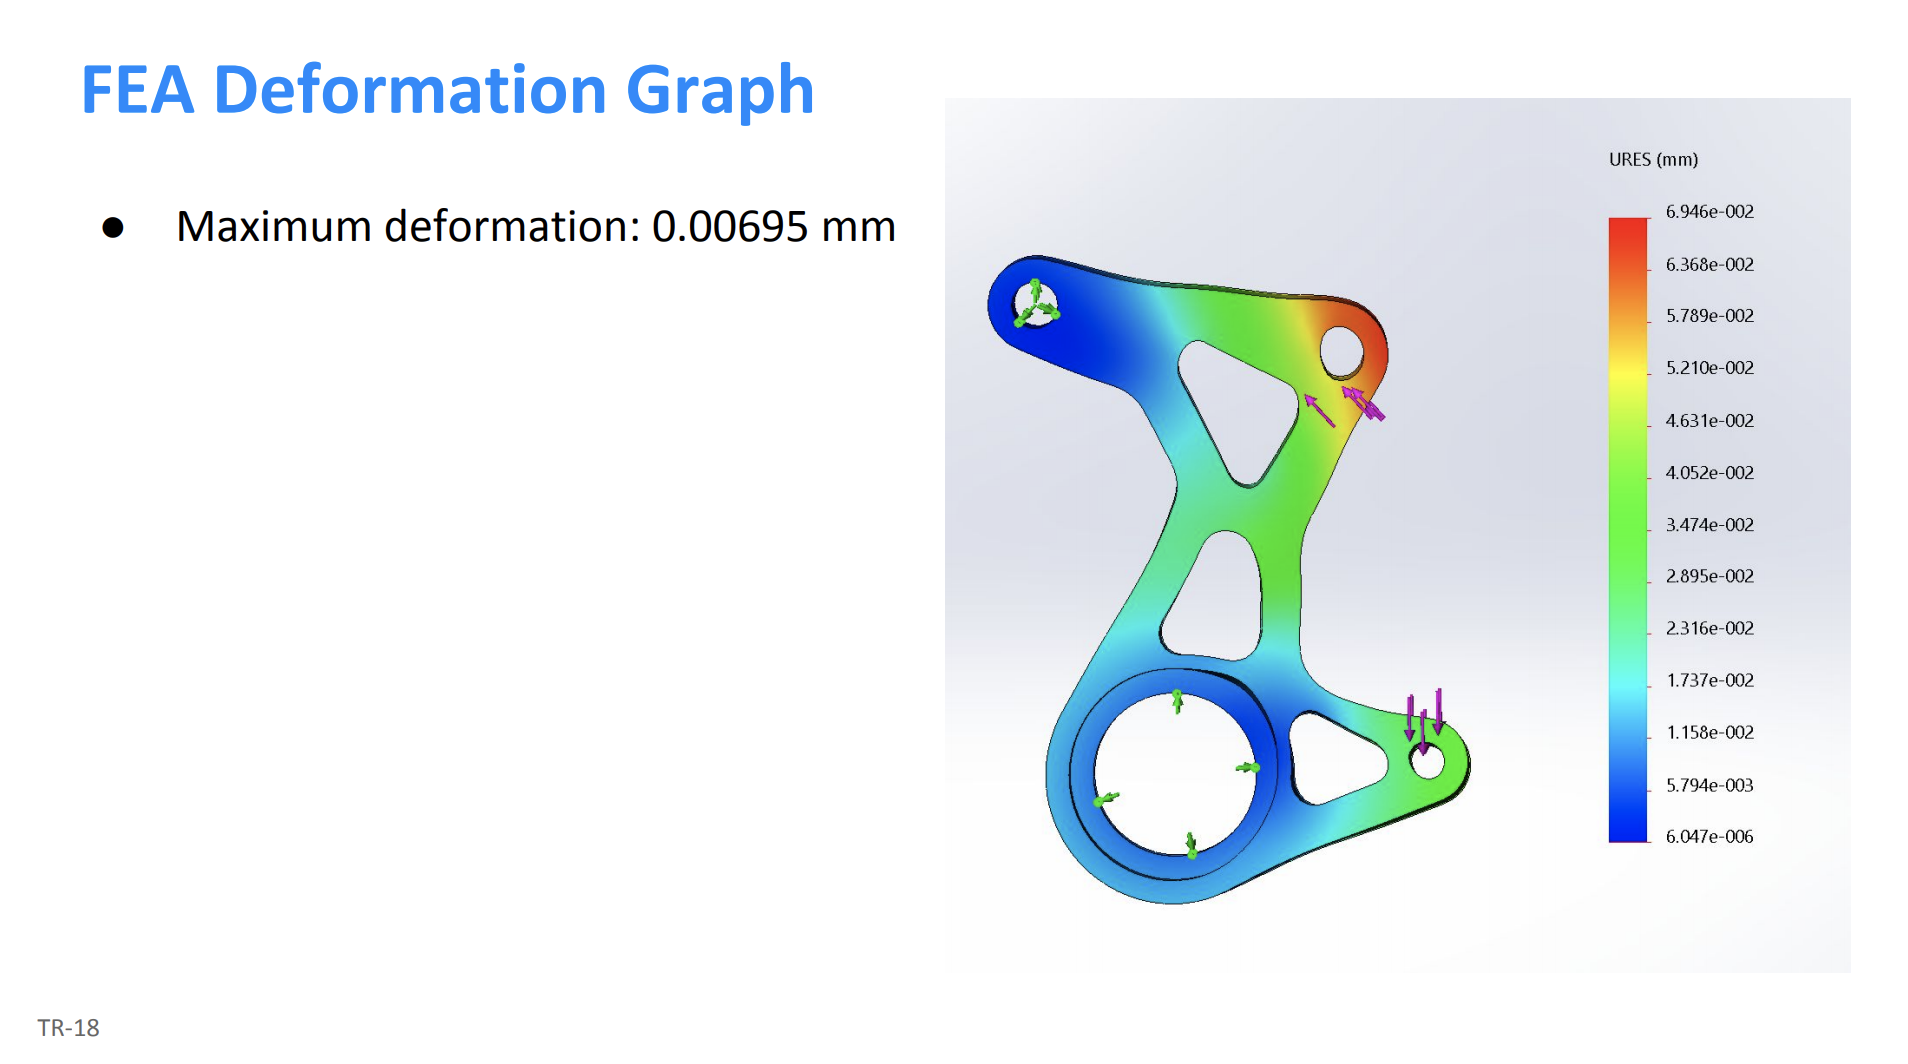 FEA Deformation Graph
● Maximum deformation: 0.00695 mm
URES (mm)
6.946e-002
6.368e-002
5.789e-002
5.210e-002
4.631e-002
4.052e-002
3.474e-002
2.895e-002
2.316e-002
1.737e-002
1.158e-002
5.794e-003
6.047e-006
TR-18